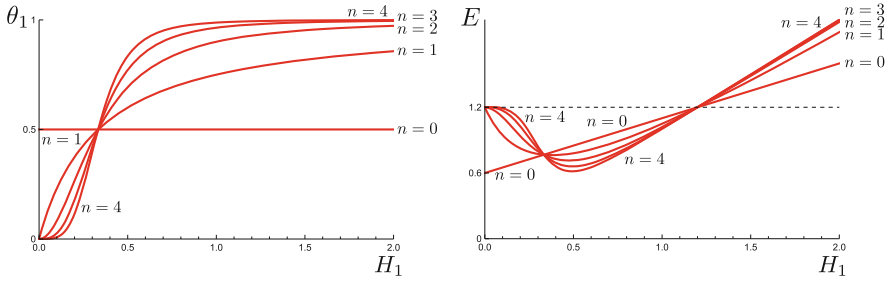 θ₁
1
0.5
0
0.0
0.5
1.0
1.5
2.0
H₁
n = 4
n = 3
n = 2
n = 1
n = 0
n = 1
n = 4
E
1.2
0.6
0
0.0
0.5
1.0
1.5
2.0
H₁
n = 4
n = 3
n = 2
n = 1
n = 0
n = 4
n = 0
n = 4
n = 0